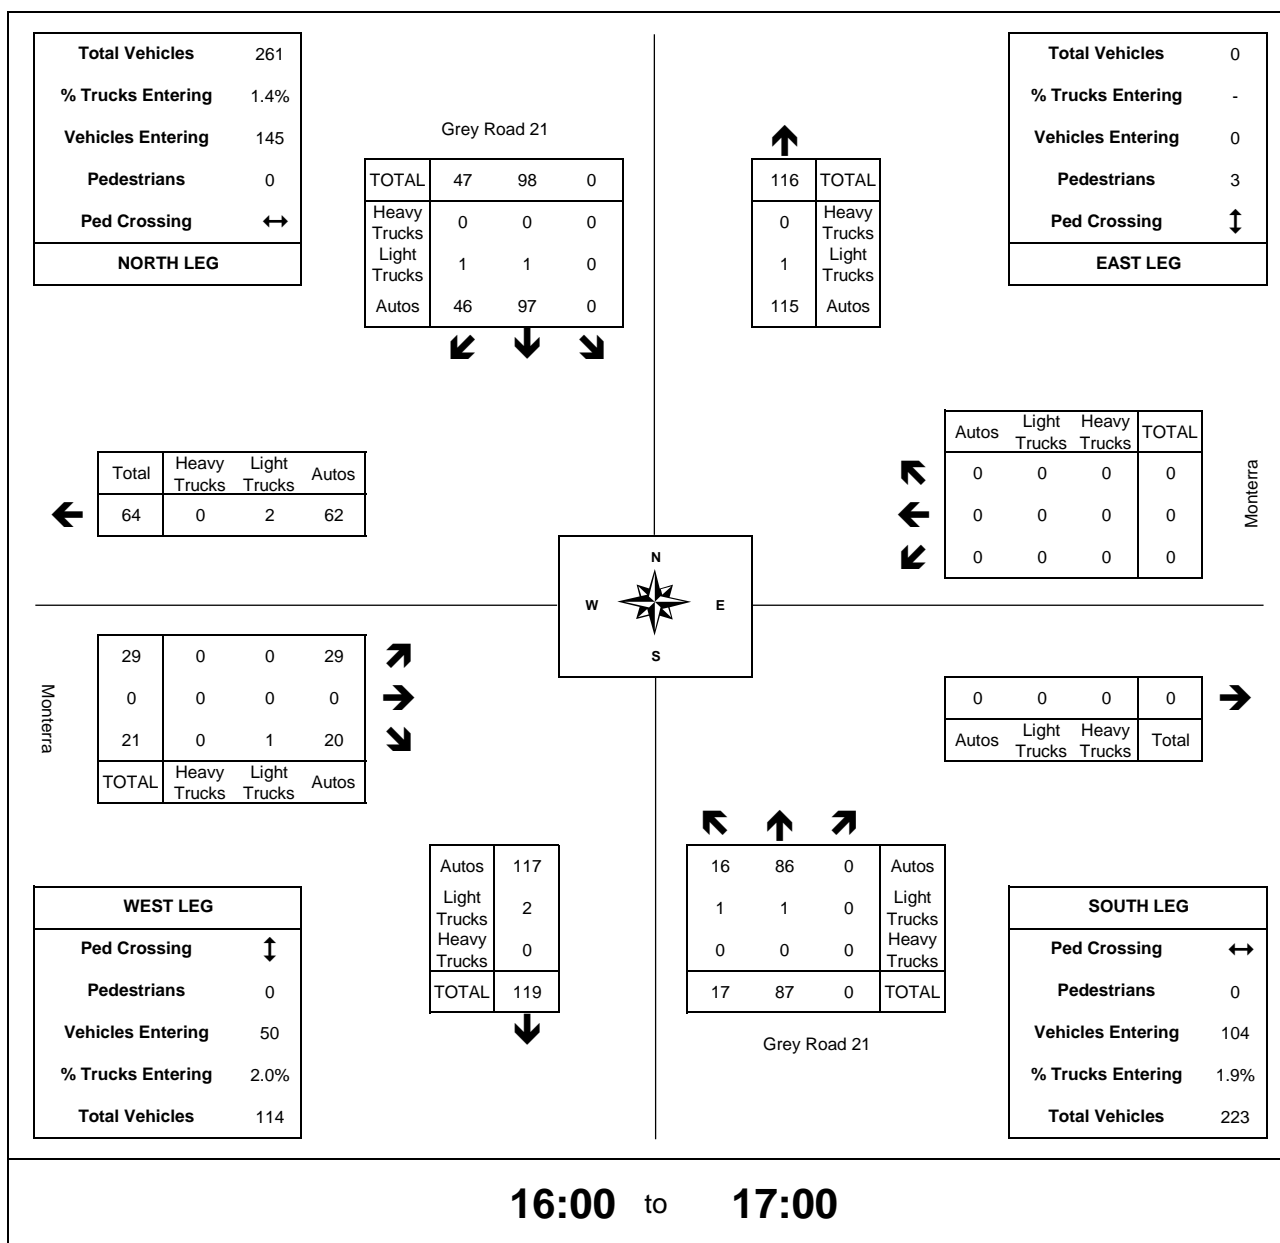 Total Vehicles 261
% Trucks Entering 1.4%
Vehicles Entering 145
Pedestrians 0
Ped Crossing ↔
NORTH LEG
Grey Road 21
TOTAL 47 98 0
Heavy Trucks 0 0 0
Light Trucks 1 1 0
Autos 46 97 0
116 TOTAL
0 Heavy Trucks
1 Light Trucks
115 Autos
Total Vehicles 0
% Trucks Entering -
Vehicles Entering 0
Pedestrians 3
Ped Crossing ↕
EAST LEG
Total Heavy Trucks Light Trucks Autos
64 0 2 62
Autos Light Trucks Heavy Trucks TOTAL
0 0 0 0
0 0 0 0
0 0 0 0
Monterra
N
W E
S
Monterra
29 0 0 29
0 0 0 0
21 0 1 20
TOTAL Heavy Trucks Light Trucks Autos
0 0 0 0
Autos Light Trucks Heavy Trucks Total
Autos 117
Light Trucks 2
Heavy Trucks 0
TOTAL 119
16 86 0 Autos
1 1 0 Light Trucks
0 0 0 Heavy Trucks
17 87 0 TOTAL
Grey Road 21
WEST LEG
Ped Crossing ↕
Pedestrians 0
Vehicles Entering 50
% Trucks Entering 2.0%
Total Vehicles 114
SOUTH LEG
Ped Crossing ↔
Pedestrians 0
Vehicles Entering 104
% Trucks Entering 1.9%
Total Vehicles 223
16:00 to 17:00